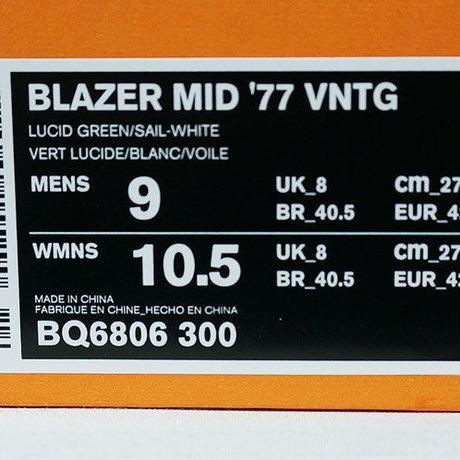 BLAZER MID '77 VNTG
LUCID GREEN/SAIL-WHITE
VERT LUCIDE/BLANC/VOILE
MENS 9 UK_8 cm_27
BR_40.5
WMNS 10.5 UK_8 cm_27
BR_40.5
MADE IN CHINA
FABRIQUE EN CHINE_HECHO EN CHINA
BQ6806 300